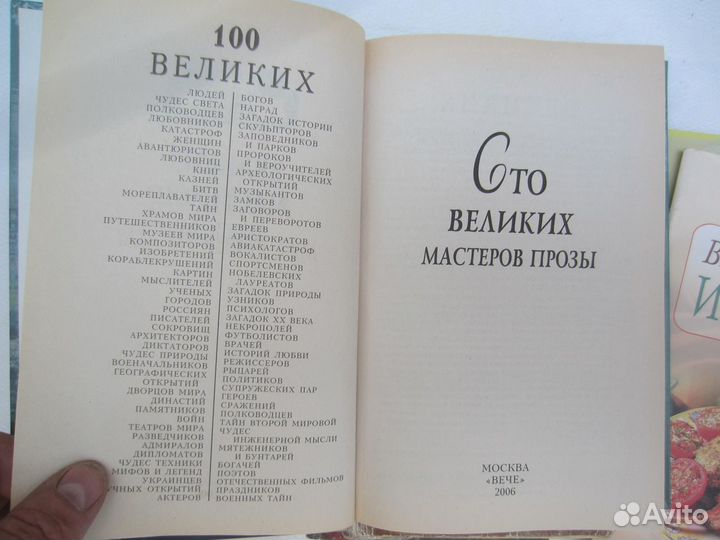 100
ВЕЛИКИХ
ЛЮДЕЙ
ЧУДЕС СВЕТА
ПОЛКОВОДЦЕВ
ЛЮБОВНИКОВ
КАТАСТРОФ
ЖЕНЩИН
АВАНТЮРИСТОВ
ЛЮБОВНИЦ
КНИГ
КАЗНЕЙ
БИТВ
МОРЕПЛАВАТЕЛЕЙ
ТАЙН
ХРАМОВ МИРА
ПУТЕШЕСТВЕННИКОВ
МУЗЕЕВ МИРА
КОМПОЗИТОРОВ
ИЗОБРЕТЕНИЙ
КОРАБЛЕКРУШЕНИЙ
КАРТИН
МЫСЛИТЕЛЕЙ
УЧЕНЫХ
ГОРОДОВ
РОССИЯН
ПИСАТЕЛЕЙ
СОКРОВИЩ
АРХИТЕКТОРОВ
ДИКТАТОРОВ
ЧУДЕС ПРИРОДЫ
ВОЕНАЧАЛЬНИКОВ
ГЕОГРАФИЧЕСКИХ
ОТКРЫТИЙ
ДВОРЦОВ МИРА
ДИНАСТИЙ
ПАМЯТНИКОВ
ВОЙН
ТЕАТРОВ МИРА
РАЗВЕДЧИКОВ
АДМИРАЛОВ
ДИПЛОМАТОВ
ЧУДЕС ТЕХНИКИ
МИФОВ И ЛЕГЕНД
УКРАИНЦЕВ
УЧНЫХ ОТКРЫТИЙ
АКТЕРОВ
БОГОВ
НАГРАД
ЗАГАДОК ИСТОРИИ
СКУЛЬПТОРОВ
ЗАПОВЕДНИКОВ
И ПАРКОВ
ПРОРОКОВ
И ВЕРОУЧИТЕЛЕЙ
АРХЕОЛОГИЧЕСКИХ
ОТКРЫТИЙ
МУЗЫКАНТОВ
ЗАМКОВ
ЗАГОВОРОВ
И ПЕРЕВОРОТОВ
ЕВРЕЕВ
АРИСТОКРАТОВ
АВИАКАТАСТРОФ
ВОКАЛИСТОВ
СПОРТСМЕНОВ
НОБЕЛЕВСКИХ
ЛАУРЕАТОВ
ЗАГАДОК ПРИРОДЫ
УЗНИКОВ
ПСИХОЛОГОВ
ЗАГАДОК XX ВЕКА
НЕКРОПОЛЕЙ
ФУТБОЛИСТОВ
ВРАЧЕЙ
ИСТОРИЙ ЛЮБВИ
РЕЖИССЕРОВ
РЫЦАРЕЙ
ПОЛИТИКОВ
СУПРУЖЕСКИХ ПАР
ГЕРОЕВ
СРАЖЕНИЙ
ПОЛКОВОДЦЕВ
ТАЙН ВТОРОЙ МИРОВОЙ
ЧУДЕС
ИНЖЕНЕРНОЙ МЫСЛИ
МЯТЕЖНИКОВ
И БУНТАРЕЙ
БОГАЧЕЙ
ПОЭТОВ
ОТЕЧЕСТВЕННЫХ ФИЛЬМОВ
ПРАЗДНИКОВ
ВОЕННЫХ ТАЙН
Сто
ВЕЛИКИХ
МАСТЕРОВ ПРОЗЫ
МОСКВА
«ВЕЧЕ»
2006
В
И
Avito